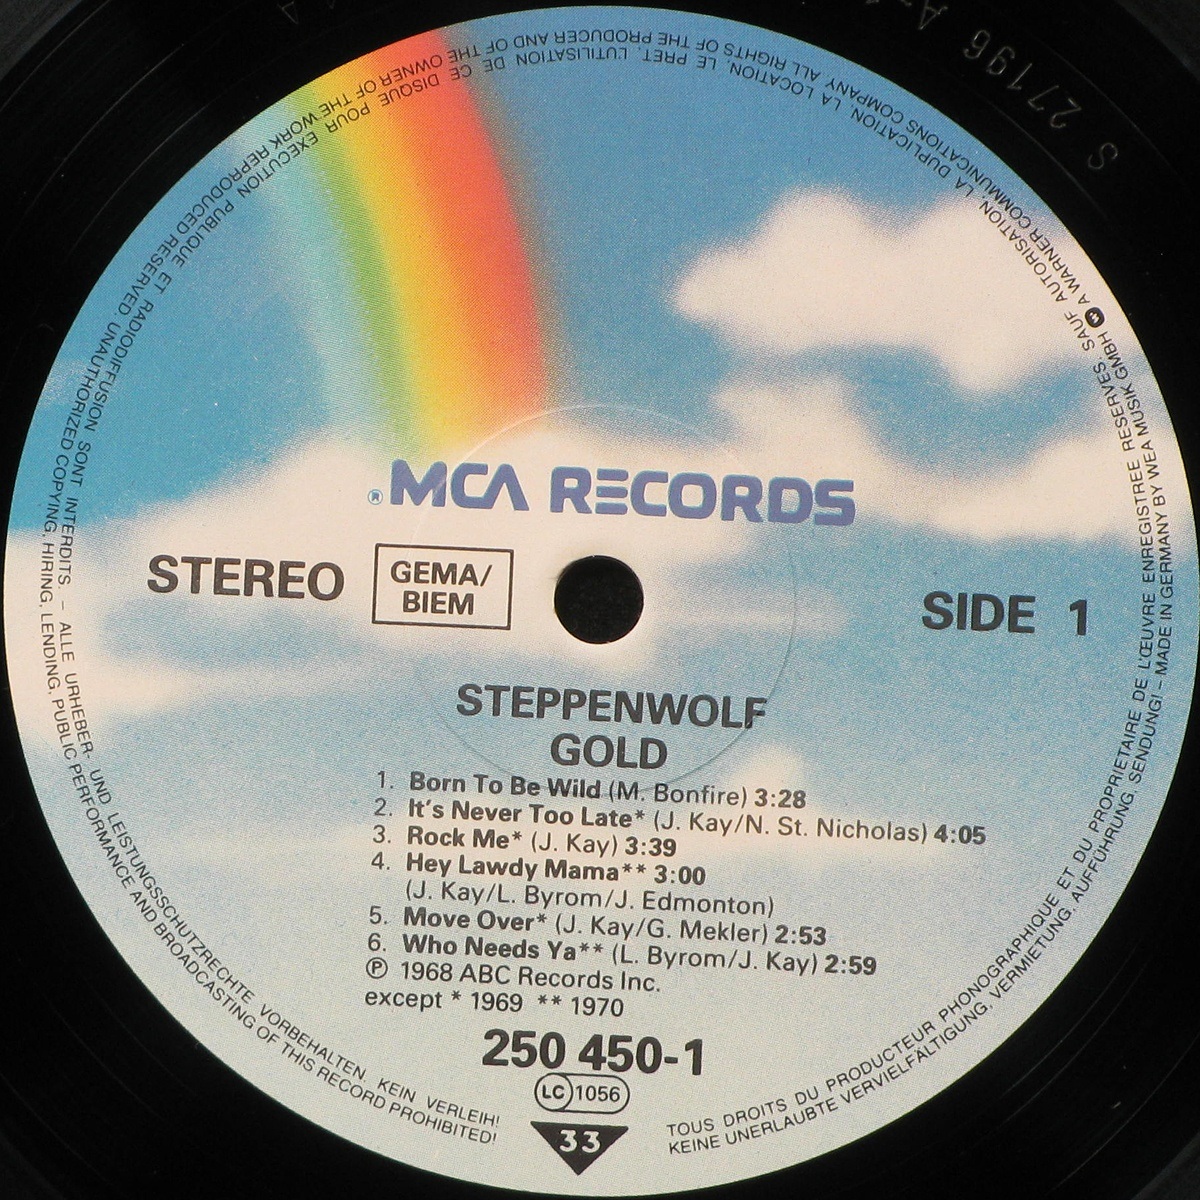 ® MCA RECORDS
STEREO
GEMA/
BIEM
SIDE 1
STEPPENWOLF
GOLD
1. Born To Be Wild (M. Bonfire) 3:28
2. It's Never Too Late* (J. Kay/N. St. Nicholas) 4:05
3. Rock Me* (J. Kay) 3:39
4. Hey Lawdy Mama** 3:00
(J. Kay/L. Byrom/J. Edmonton)
5. Move Over* (J. Kay/G. Mekler) 2:53
6. Who Needs Ya** (L. Byrom/J. Kay) 2:59
℗ 1968 ABC Records Inc.
except * 1969 ** 1970
250 450-1
LC 1056
33
TOUS DROITS DU PRODUCTEUR PHONOGRAPHIQUE ET DU PROPRIETAIRE DE L'ŒUVRE ENREGISTREE RESERVES. SAUF AUTORISATION, LA DUPLICATION, LA LOCATION, LE PRET, L'UTILISATION DE CE DISQUE POUR EXECUTION PUBLIQUE ET RADIODIFFUSION SONT INTERDITS. – ALLE URHEBER- UND LEISTUNGSSCHUTZRECHTE VORBEHALTEN. KEIN VERLEIH!
KEINE UNERLAUBTE VERVIELFÄLTIGUNG, VERMIETUNG, AUFFÜHRUNG, SENDUNG! – MADE IN GERMANY BY WEA MUSIK GMBH A WARNER COMMUNICATIONS COMPANY ALL RIGHTS OF THE PRODUCER AND OF THE OWNER OF THE WORK REPRODUCED RESERVED. UNAUTHORIZED COPYING, HIRING, LENDING, PUBLIC PERFORMANCE AND BROADCASTING OF THIS RECORD PROHIBITED!
S 27196